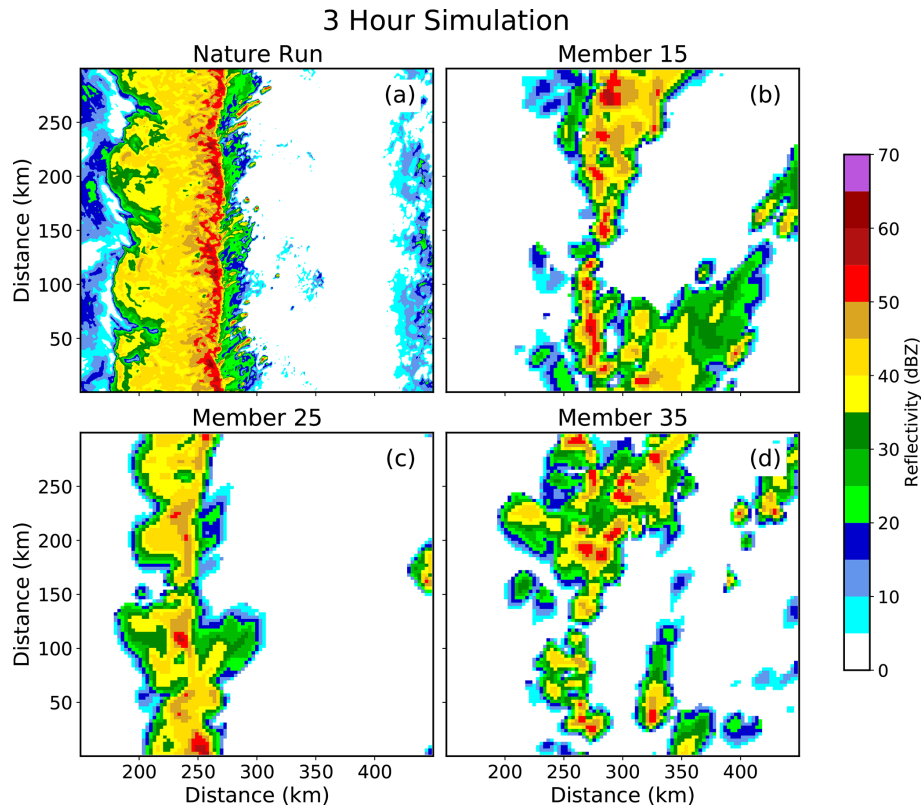 3 Hour Simulation
Nature Run
Member 15
(a)
(b)
Distance (km)
250
200
150
100
50
Member 25
Member 35
(c)
(d)
Distance (km)
250
200
150
100
50
200
250
300
350
400
200
250
300
350
400
Distance (km)
Distance (km)
70
60
50
40
30
20
10
0
Reflectivity (dBZ)